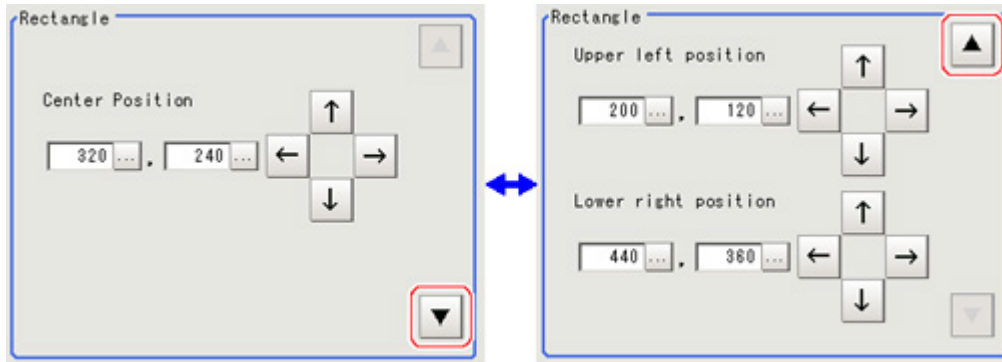 Rectangle
Center Position
320 ... , 240 ... ← →
↑
↓
▲
▼
Rectangle
Upper left position
200 ... , 120 ... ← →
↑
↓
Lower right position
440 ... , 360 ... ← →
↑
↓
▲
▼